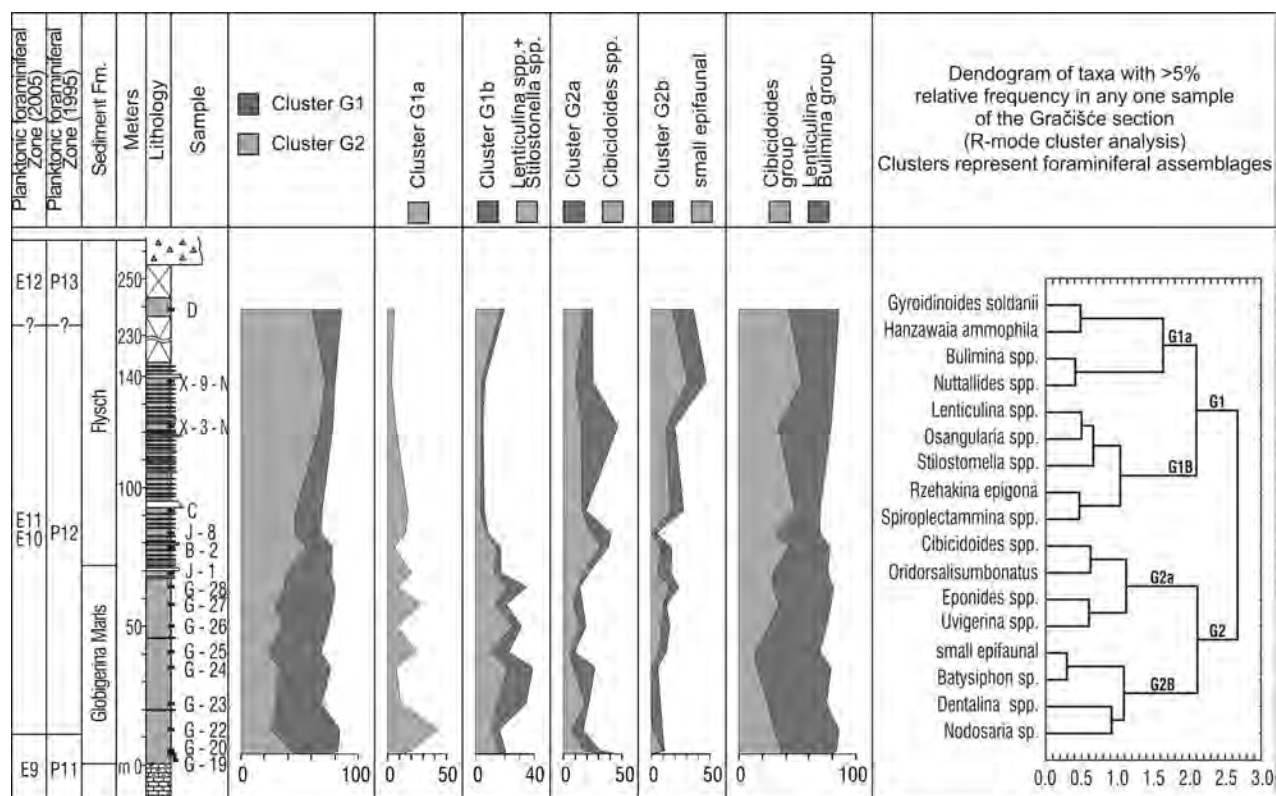 Planktonic foraminiferal
Zone (2005)
Planktonic foraminiferal
Zone (1995)
Sediment Fm.
Meters
Lithology
Sample
Cluster G1
Cluster G2
Cluster G1a
Cluster G1b
Lenticulina spp.+
Stilostonella spp.
Cluster G2a
Cibicidoides spp.
Cluster G2b
small epifaunal
Cibicidoides
group
Lenticulina-
Bulimina group
Dendogram of taxa with >5%
relative frequency in any one sample
of the Gračišće section
(R-mode cluster analysis)
Clusters represent foraminiferal assemblages
E12 P13
? ?
E11
E10
P12
E9 P11
Flysch
Globigerina Marls
250
230
140
100
50
m 0
D
X-9-N
X-3-N
C
J-8
B-2
J-1
G-28
G-27
G-26
G-25
G-24
G-23
G-22
G-20
G-19
0 100
0 50
0 40
0 50
0 50
0 100
Gyroidinoides soldanii
Hanzawaia ammophila
Bulimina spp.
Nuttallides spp.
Lenticulina spp.
Osangularia spp.
Stilostomella spp.
Rzehakina epigona
Spiroplectammina spp.
Cibicidoides spp.
Oridorsalisumbonatus
Eponides spp.
Uvigerina spp.
small epifaunal
Batysiphon sp.
Dentalina spp.
Nodosaria sp.
G1a
G1
G1B
G2a
G2
G2B
0.0 0.5 1.0 1.5 2.0 2.5 3.0